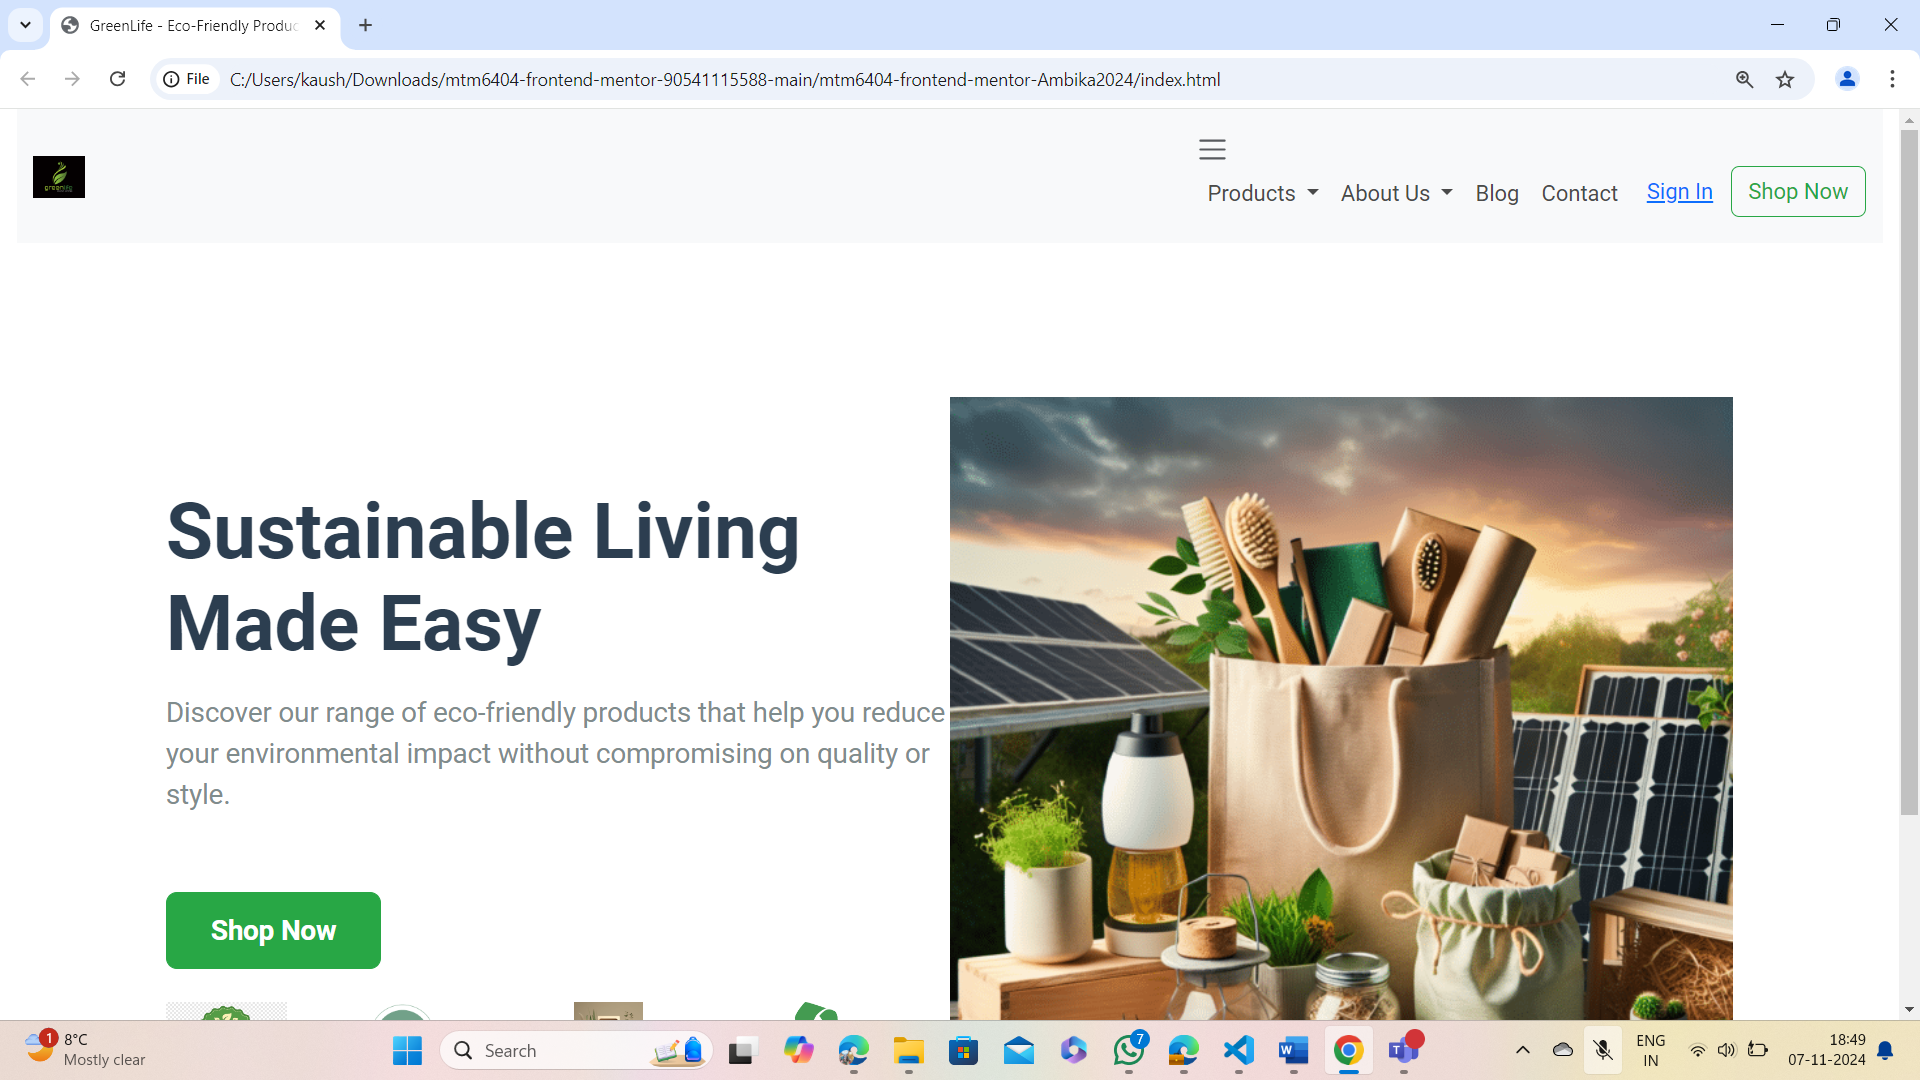 GreenLife - Eco-Friendly Produc
File
C:/Users/kaush/Downloads/mtm6404-frontend-mentor-90541115588-main/mtm6404-frontend-mentor-Ambika2024/index.html
greenlife
Products About Us Blog Contact Sign In Shop Now
Sustainable Living
Made Easy
Discover our range of eco-friendly products that help you reduce
your environmental impact without compromising on quality or
style.
Shop Now
1
8°C
Mostly clear
Search
7
ENG
IN
18:49
07-11-2024